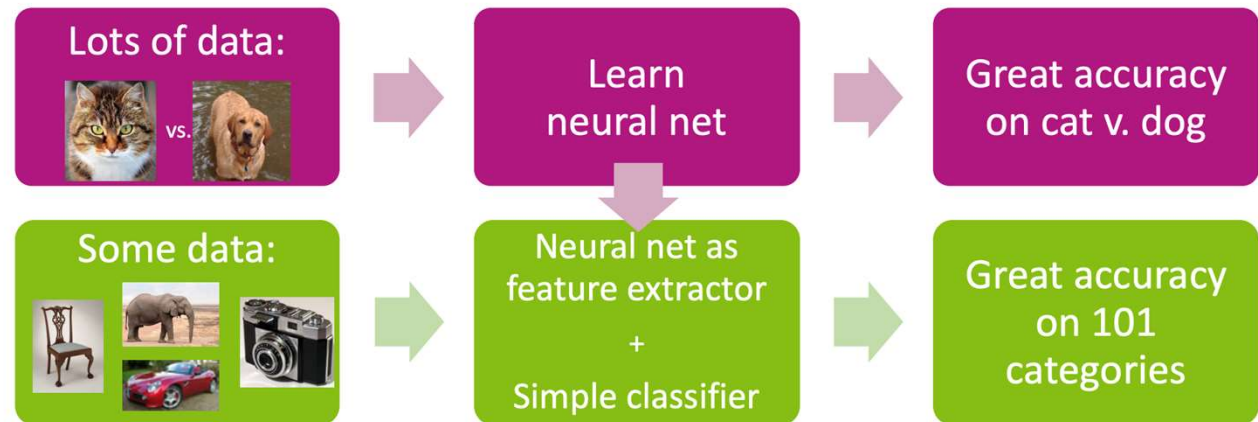 Lots of data:
vs.
Learn
neural net
Great accuracy
on cat v. dog
Some data:
Neural net as
feature extractor
+
Simple classifier
Great accuracy
on 101
categories